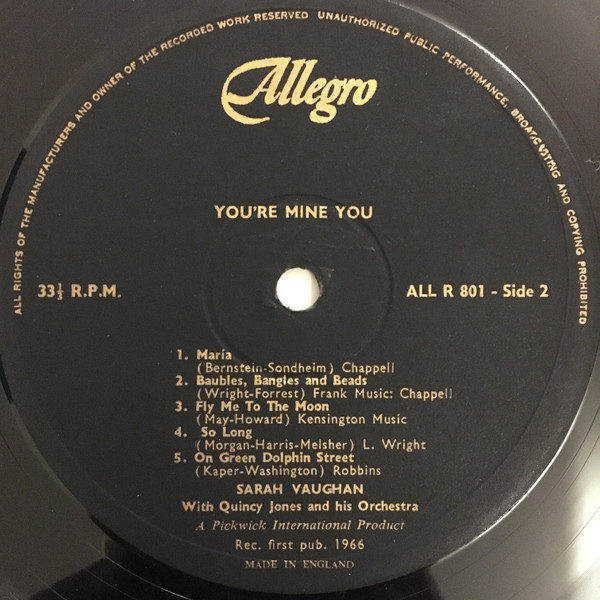 ALL RIGHTS OF THE MANUFACTURERS AND OWNER OF THE RECORDED WORK RESERVED UNAUTHORIZED PUBLIC PERFORMANCE, BROADCASTING AND COPYING PROHIBITED
Allegro
YOU'RE MINE YOU
33⅓ R.P.M.
ALL R 801 - Side 2
1. Maria
(Bernstein-Sondheim) Chappell
2. Baubles, Bangles and Beads
(Wright-Forrest) Frank Music: Chappell
3. Fly Me To The Moon
(May-Howard) Kensington Music
4. So Long
(Morgan-Harris-Meisher) L. Wright
5. On Green Dolphin Street
(Kaper-Washington) Robbins
SARAH VAUGHAN
With Quincy Jones and his Orchestra
A Pickwick International Product
Rec. first pub. 1966
MADE IN ENGLAND